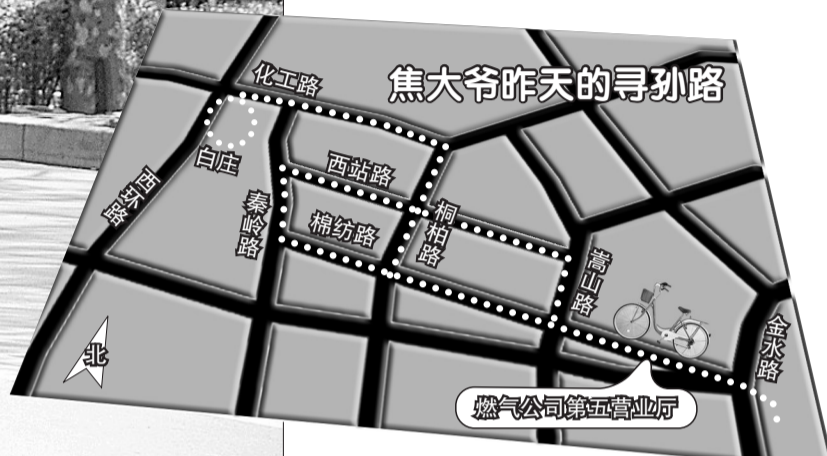 焦大爷昨天的寻孙路
化工路
白庄
西环路
西站路
秦岭路
棉纺路
桐柏路
嵩山路
金水路
北
燃气公司第五营业厅